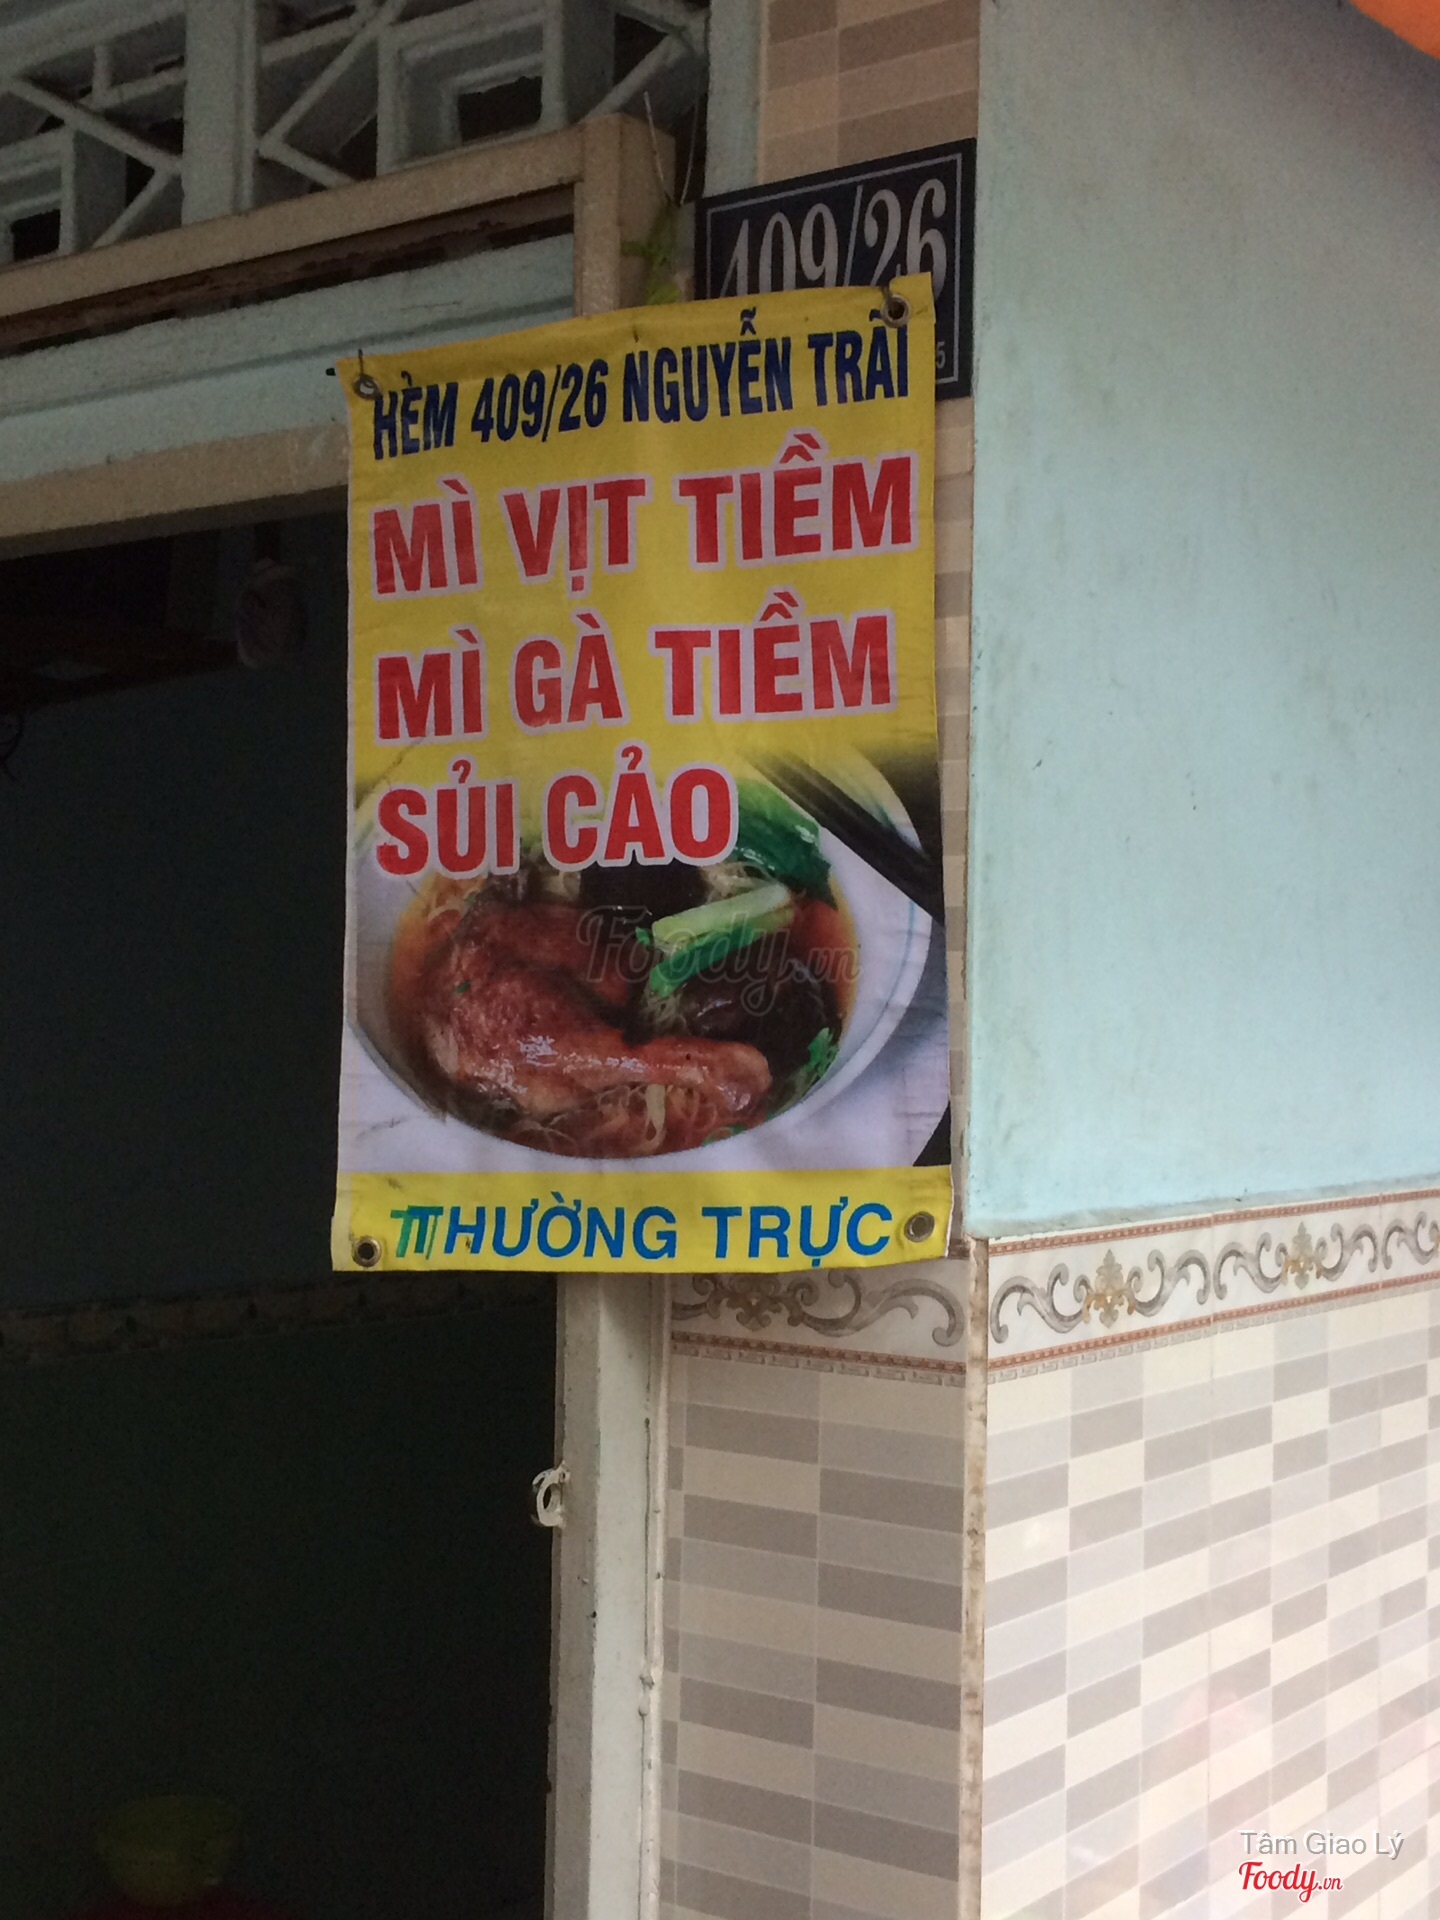 409/26
5
HẺM 409/26 NGUYỄN TRÃI
MÌ VỊT TIỀM
MÌ GÀ TIỀM
SỦI CẢO
Foody.vn
THƯỜNG TRỰC
Tâm Giao Lý
Foody.vn